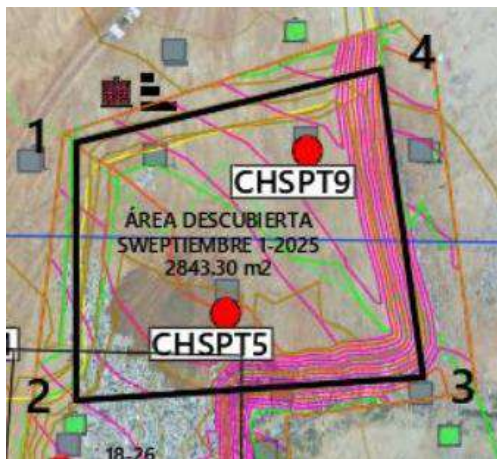 4
1
CHSPT9
ÁREA DESCUBIERTA
SWEPTIEMBRE 1-2025
2843.30 m2
CHSPT5
2
3
18-26